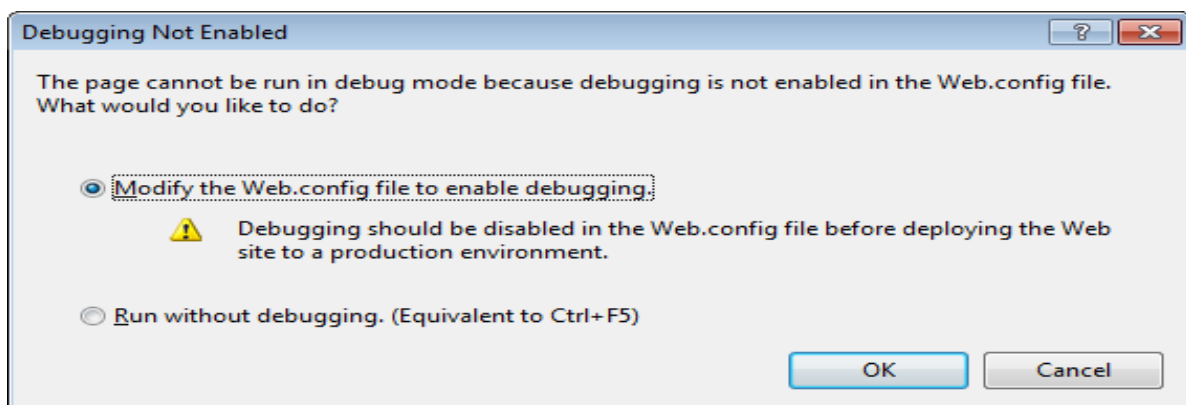 Debugging Not Enabled
The page cannot be run in debug mode because debugging is not enabled in the Web.config file.
What would you like to do?
Modify the Web.config file to enable debugging.
Debugging should be disabled in the Web.config file before deploying the Web
site to a production environment.
Run without debugging. (Equivalent to Ctrl+F5)
OK
Cancel